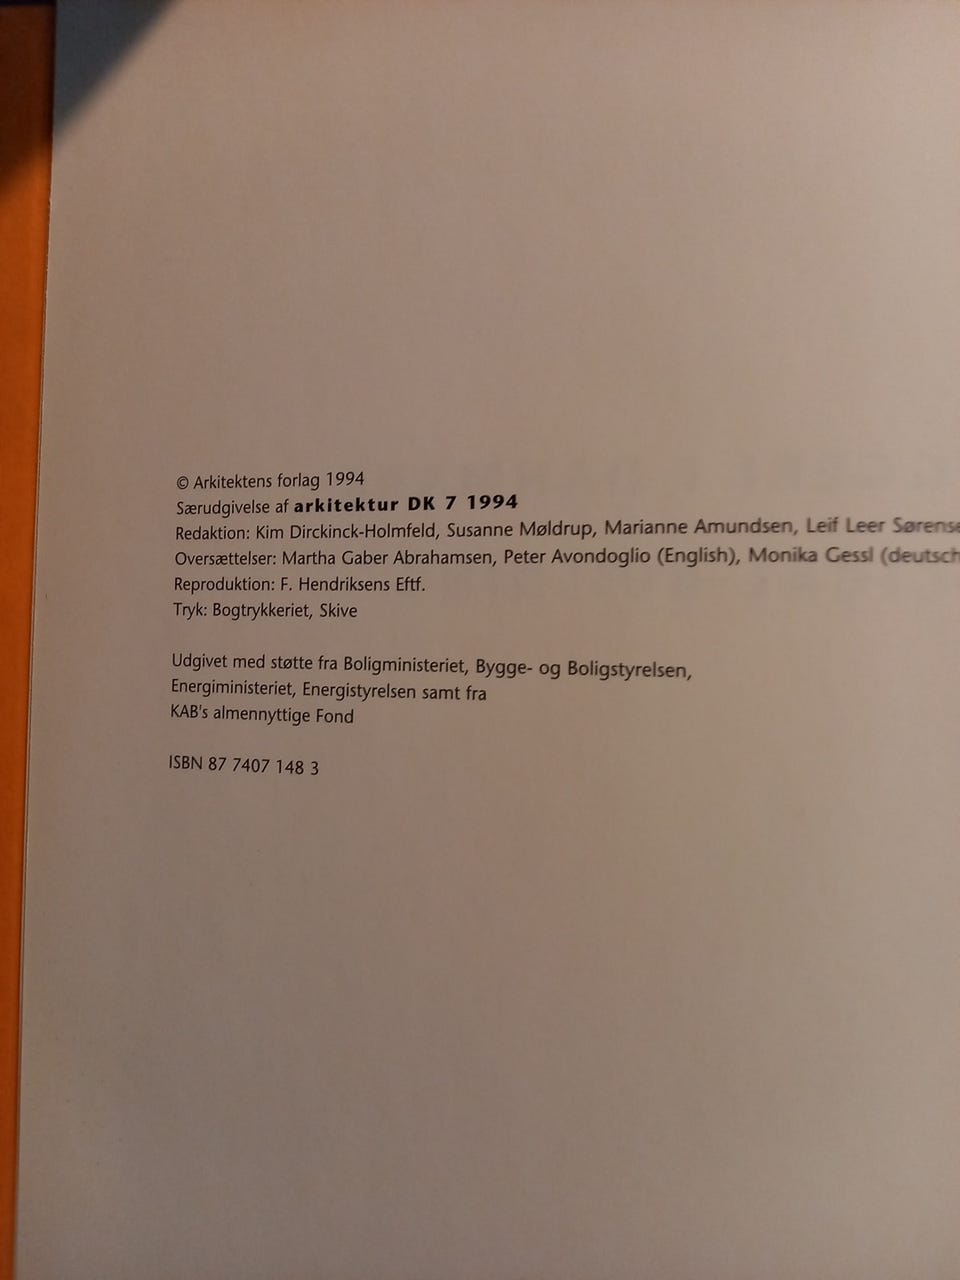 © Arkitektens forlag 1994
Særudgivelse af arkitektur DK 7 1994
Redaktion: Kim Dirckinck-Holmfeld, Susanne Møldrup, Marianne Amundsen, Leif Leer Sørense
Oversættelser: Martha Gaber Abrahamsen, Peter Avondoglio (English), Monika Gessl (deutsch
Reproduktion: F. Hendriksens Eftf.
Tryk: Bogtrykkeriet, Skive
Udgivet med støtte fra Boligministeriet, Bygge- og Boligstyrelsen,
Energiministeriet, Energistyrelsen samt fra
KAB's almennyttige Fond
ISBN 87 7407 148 3